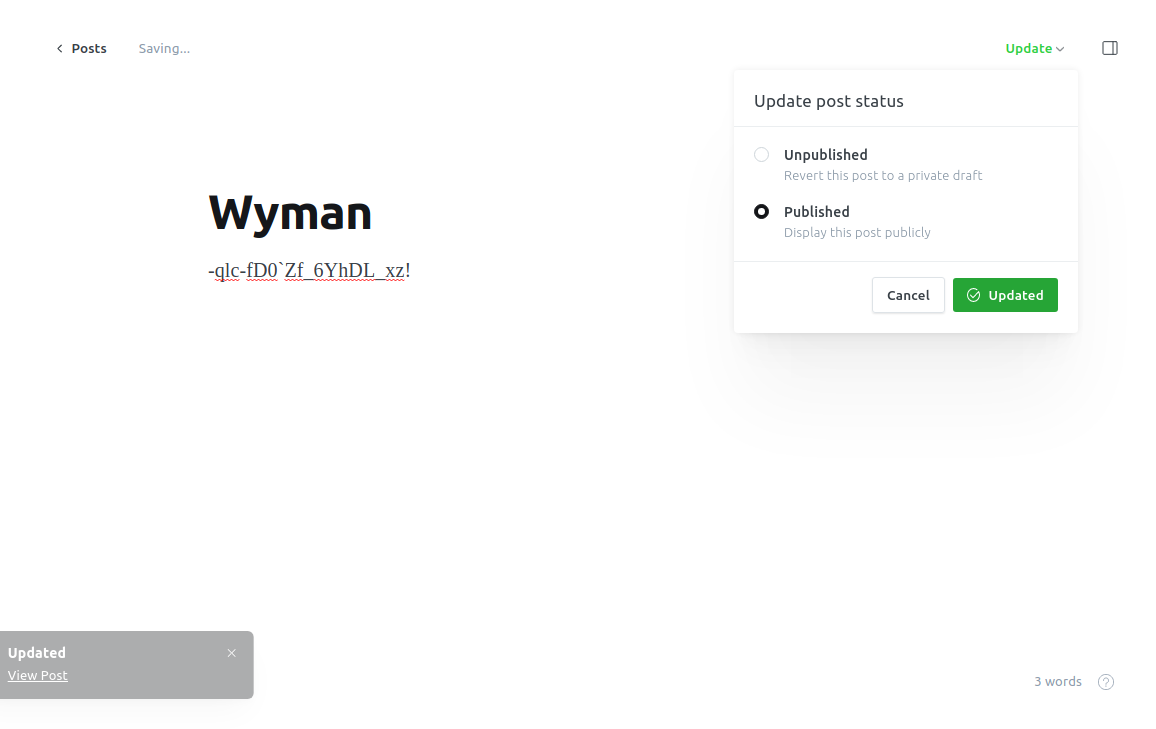 Posts
Saving...
Update
Update post status
Unpublished
Revert this post to a private draft
Published
Display this post publicly
Cancel
Updated
Wyman
-qlc-fD0`Zf_6YhDL_xz!
Updated
View Post
3 words
?